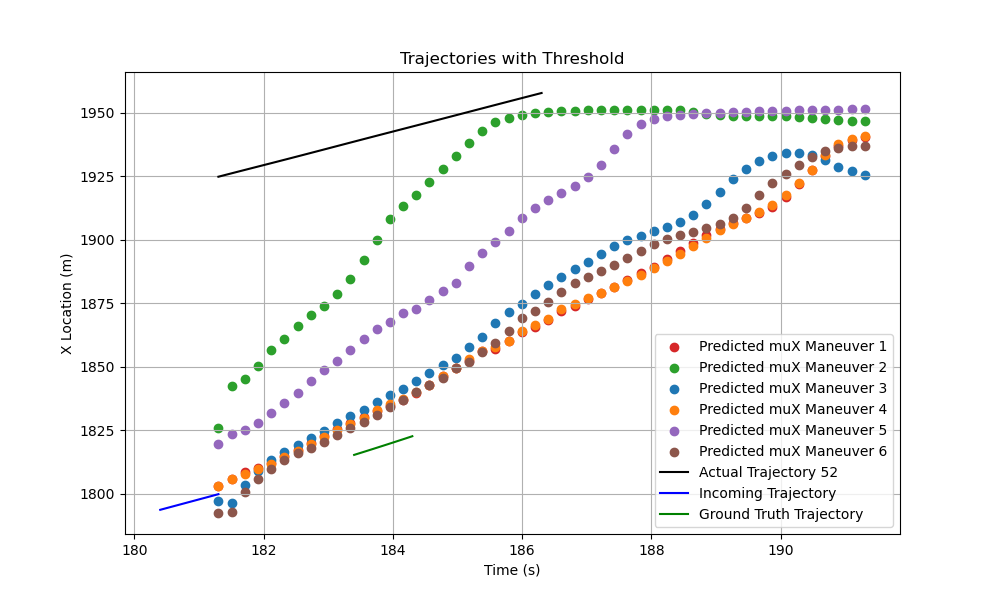 Trajectories with Threshold
X Location (m)
1950
1925
1900
1875
1850
1825
1800
180 182 184 186 188 190
Time (s)
Predicted muX Maneuver 1
Predicted muX Maneuver 2
Predicted muX Maneuver 3
Predicted muX Maneuver 4
Predicted muX Maneuver 5
Predicted muX Maneuver 6
Actual Trajectory 52
Incoming Trajectory
Ground Truth Trajectory